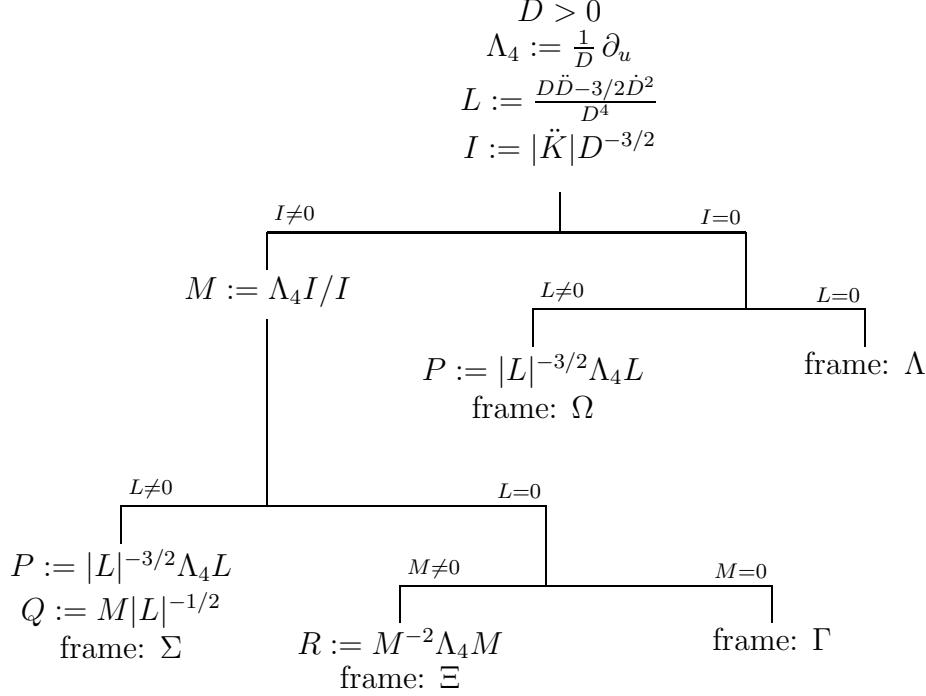 D > 0
Λ₄ := 1/D ∂ᵤ
L := (DD̈−3/2Ḋ²)/D⁴
I := |K̈|D^{−3/2}
I≠0 I=0
M := Λ₄I/I
L≠0 L=0
P := |L|^{−3/2}Λ₄L
frame: Ω
frame: Λ
L≠0 L=0
P := |L|^{−3/2}Λ₄L
Q := M|L|^{−1/2}
frame: Σ
M≠0 M=0
R := M^{−2}Λ₄M
frame: Ξ
frame: Γ